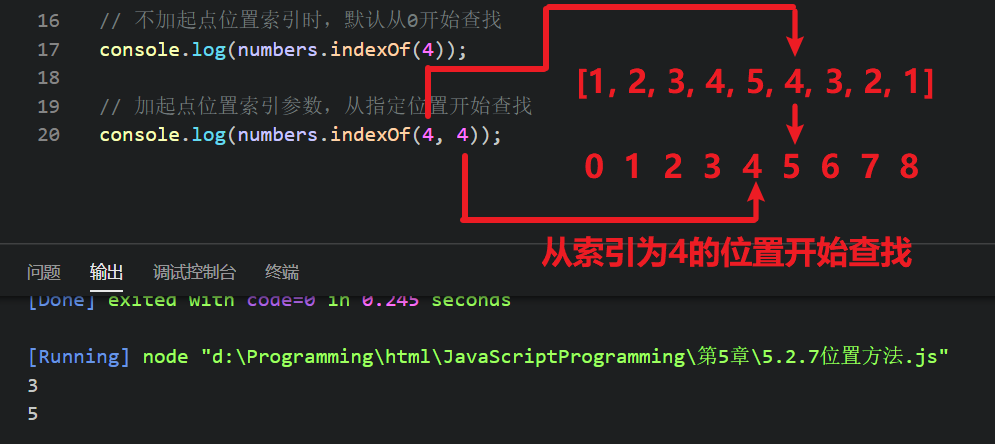 16 // 不加起点位置索引时，默认从0开始查找
17 console.log(numbers.indexOf(4));
18
19 // 加起点位置索引参数，从指定位置开始查找
20 console.log(numbers.indexOf(4, 4));
[1, 2, 3, 4, 5, 4, 3, 2, 1]
0 1 2 3 4 5 6 7 8
从索引为4的位置开始查找
问题 输出 调试控制台 终端
[Done] exited with code=0 in 0.245 seconds
[Running] node "d:\Programming\html\JavaScriptProgramming\第5章\5.2.7位置方法.js"
3
5